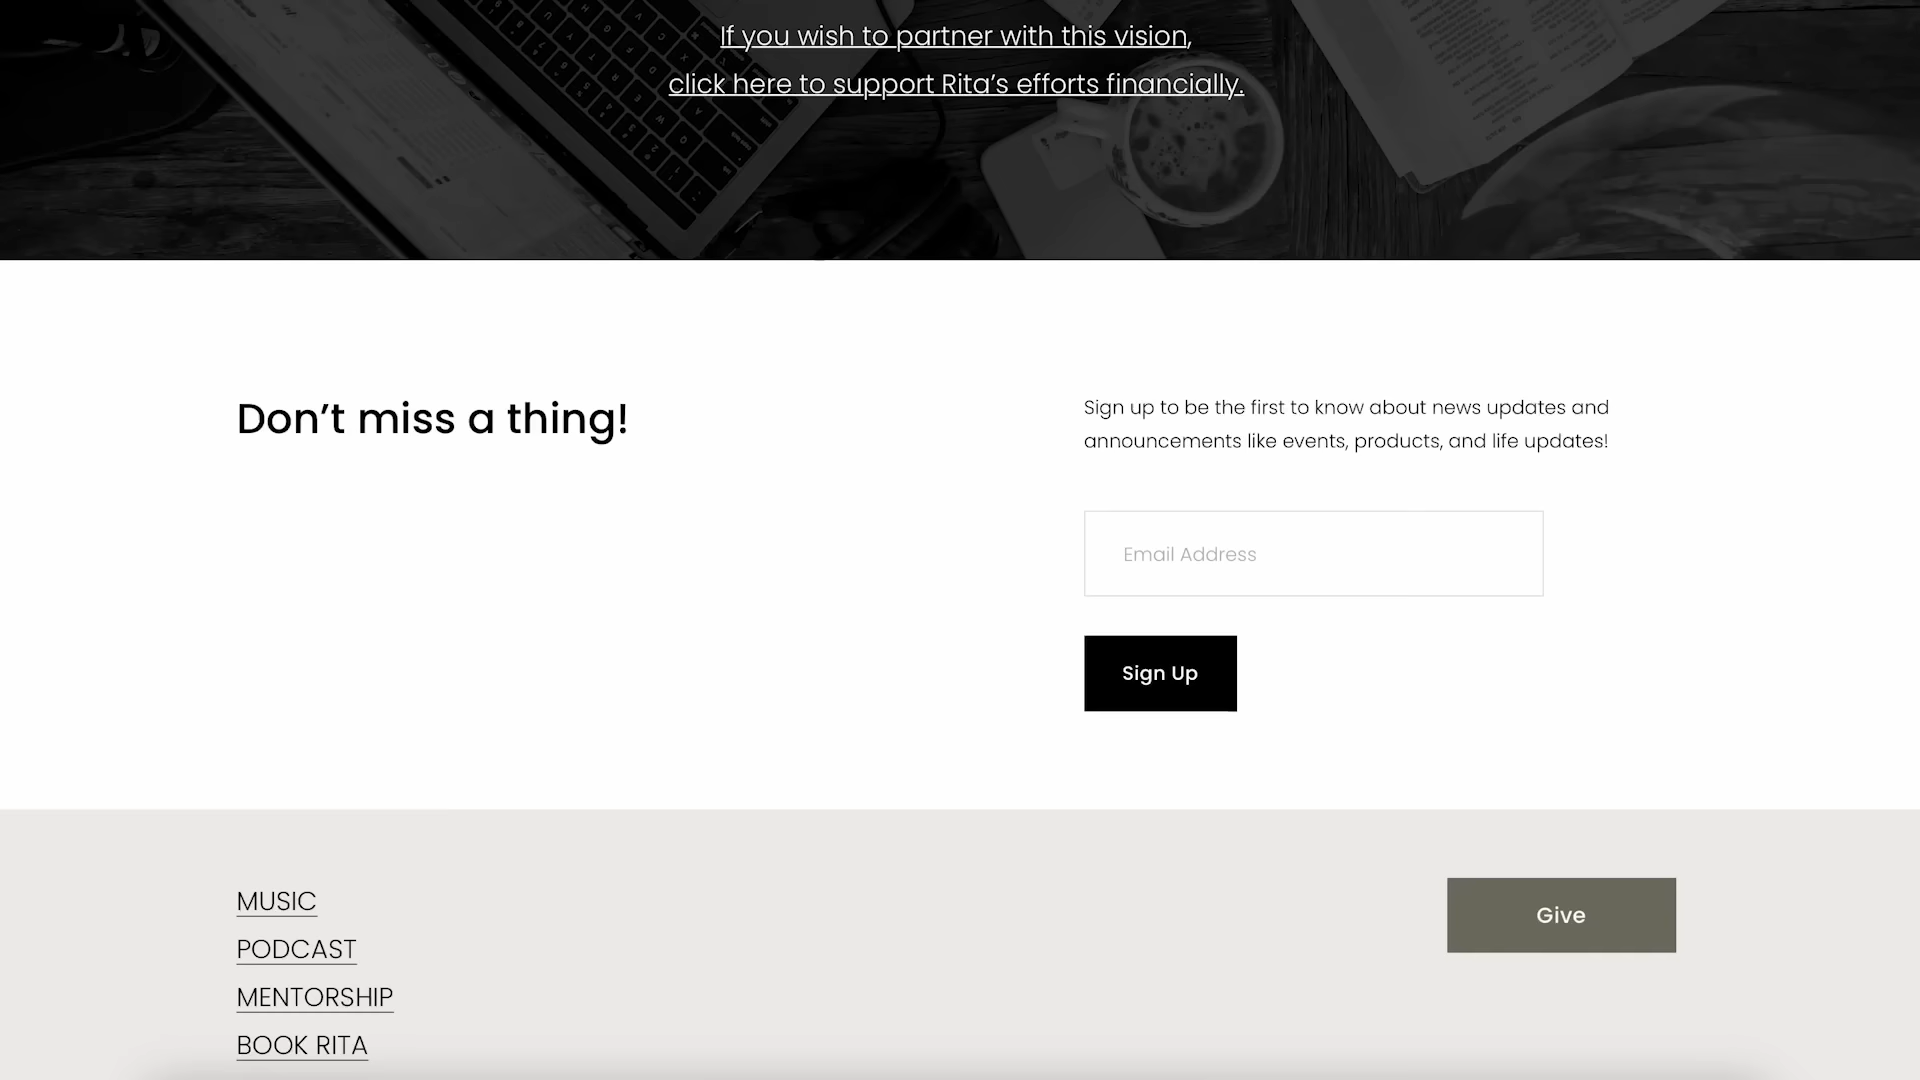 If you wish to partner with this vision,
click here to support Rita’s efforts financially.
Don’t miss a thing!
Sign up to be the first to know about news updates and
announcements like events, products, and life updates!
Email Address
Sign Up
MUSIC
PODCAST
MENTORSHIP
BOOK RITA
Give